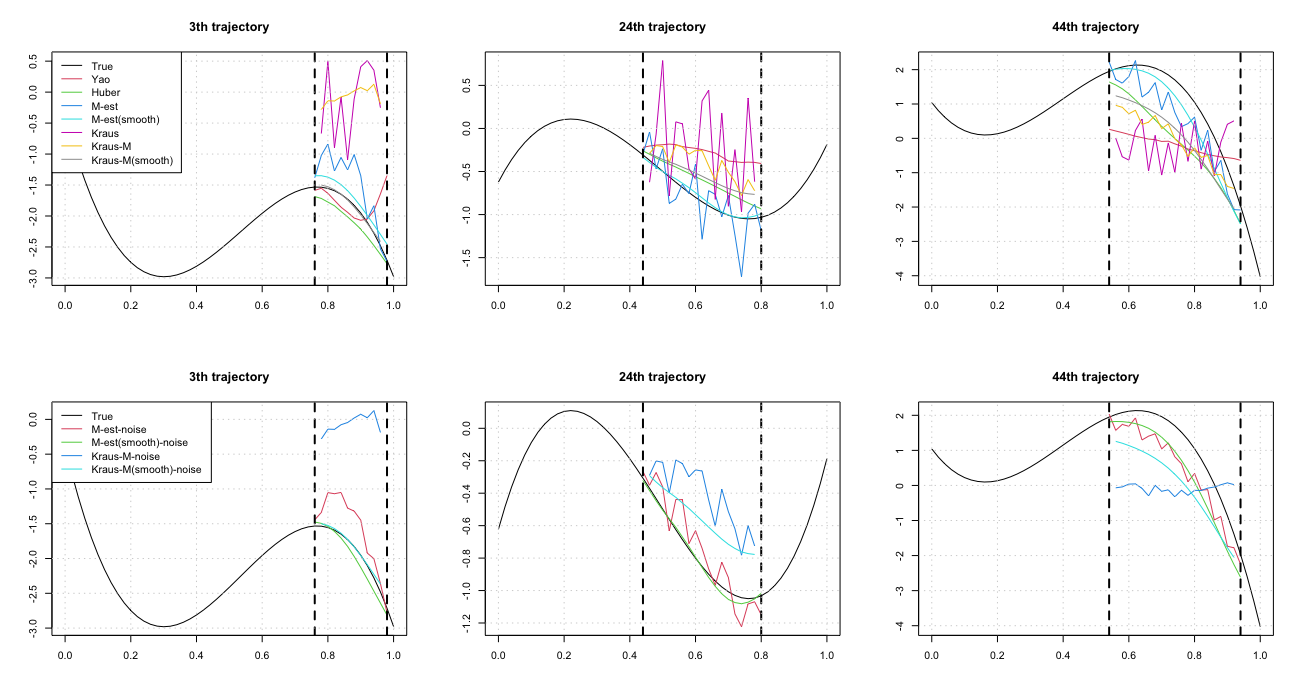 3th trajectory
0.5
0.0
-0.5
-1.0
-1.5
-2.0
-2.5
-3.0
True
Yao
Huber
M-est
M-est(smooth)
Kraus
Kraus-M
Kraus-M(smooth)
0.0 0.2 0.4 0.6 0.8 1.0
24th trajectory
0.5
0.0
-0.5
-1.0
-1.5
0.0 0.2 0.4 0.6 0.8 1.0
44th trajectory
2
1
0
-1
-2
-3
-4
0.0 0.2 0.4 0.6 0.8 1.0
3th trajectory
0.0
-0.5
-1.0
-1.5
-2.0
-2.5
-3.0
True
M-est-noise
M-est(smooth)-noise
Kraus-M-noise
Kraus-M(smooth)-noise
0.0 0.2 0.4 0.6 0.8 1.0
24th trajectory
0.0
-0.2
-0.4
-0.6
-0.8
-1.0
-1.2
0.0 0.2 0.4 0.6 0.8 1.0
44th trajectory
2
1
0
-1
-2
-3
-4
0.0 0.2 0.4 0.6 0.8 1.0